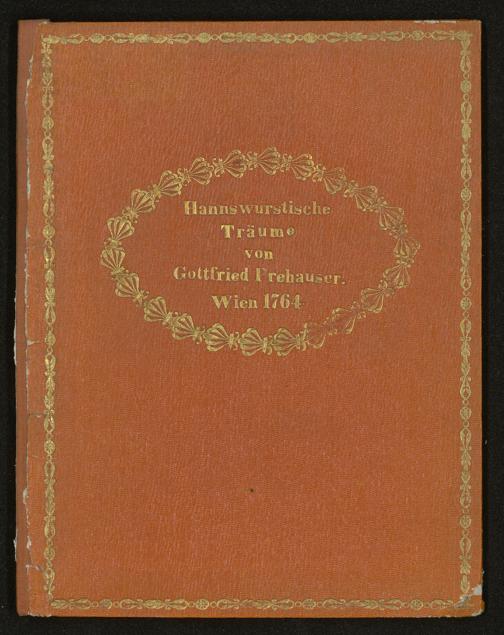 Hannswurstische
Träume
von
Gottfried Prehauser.
Wien 1764